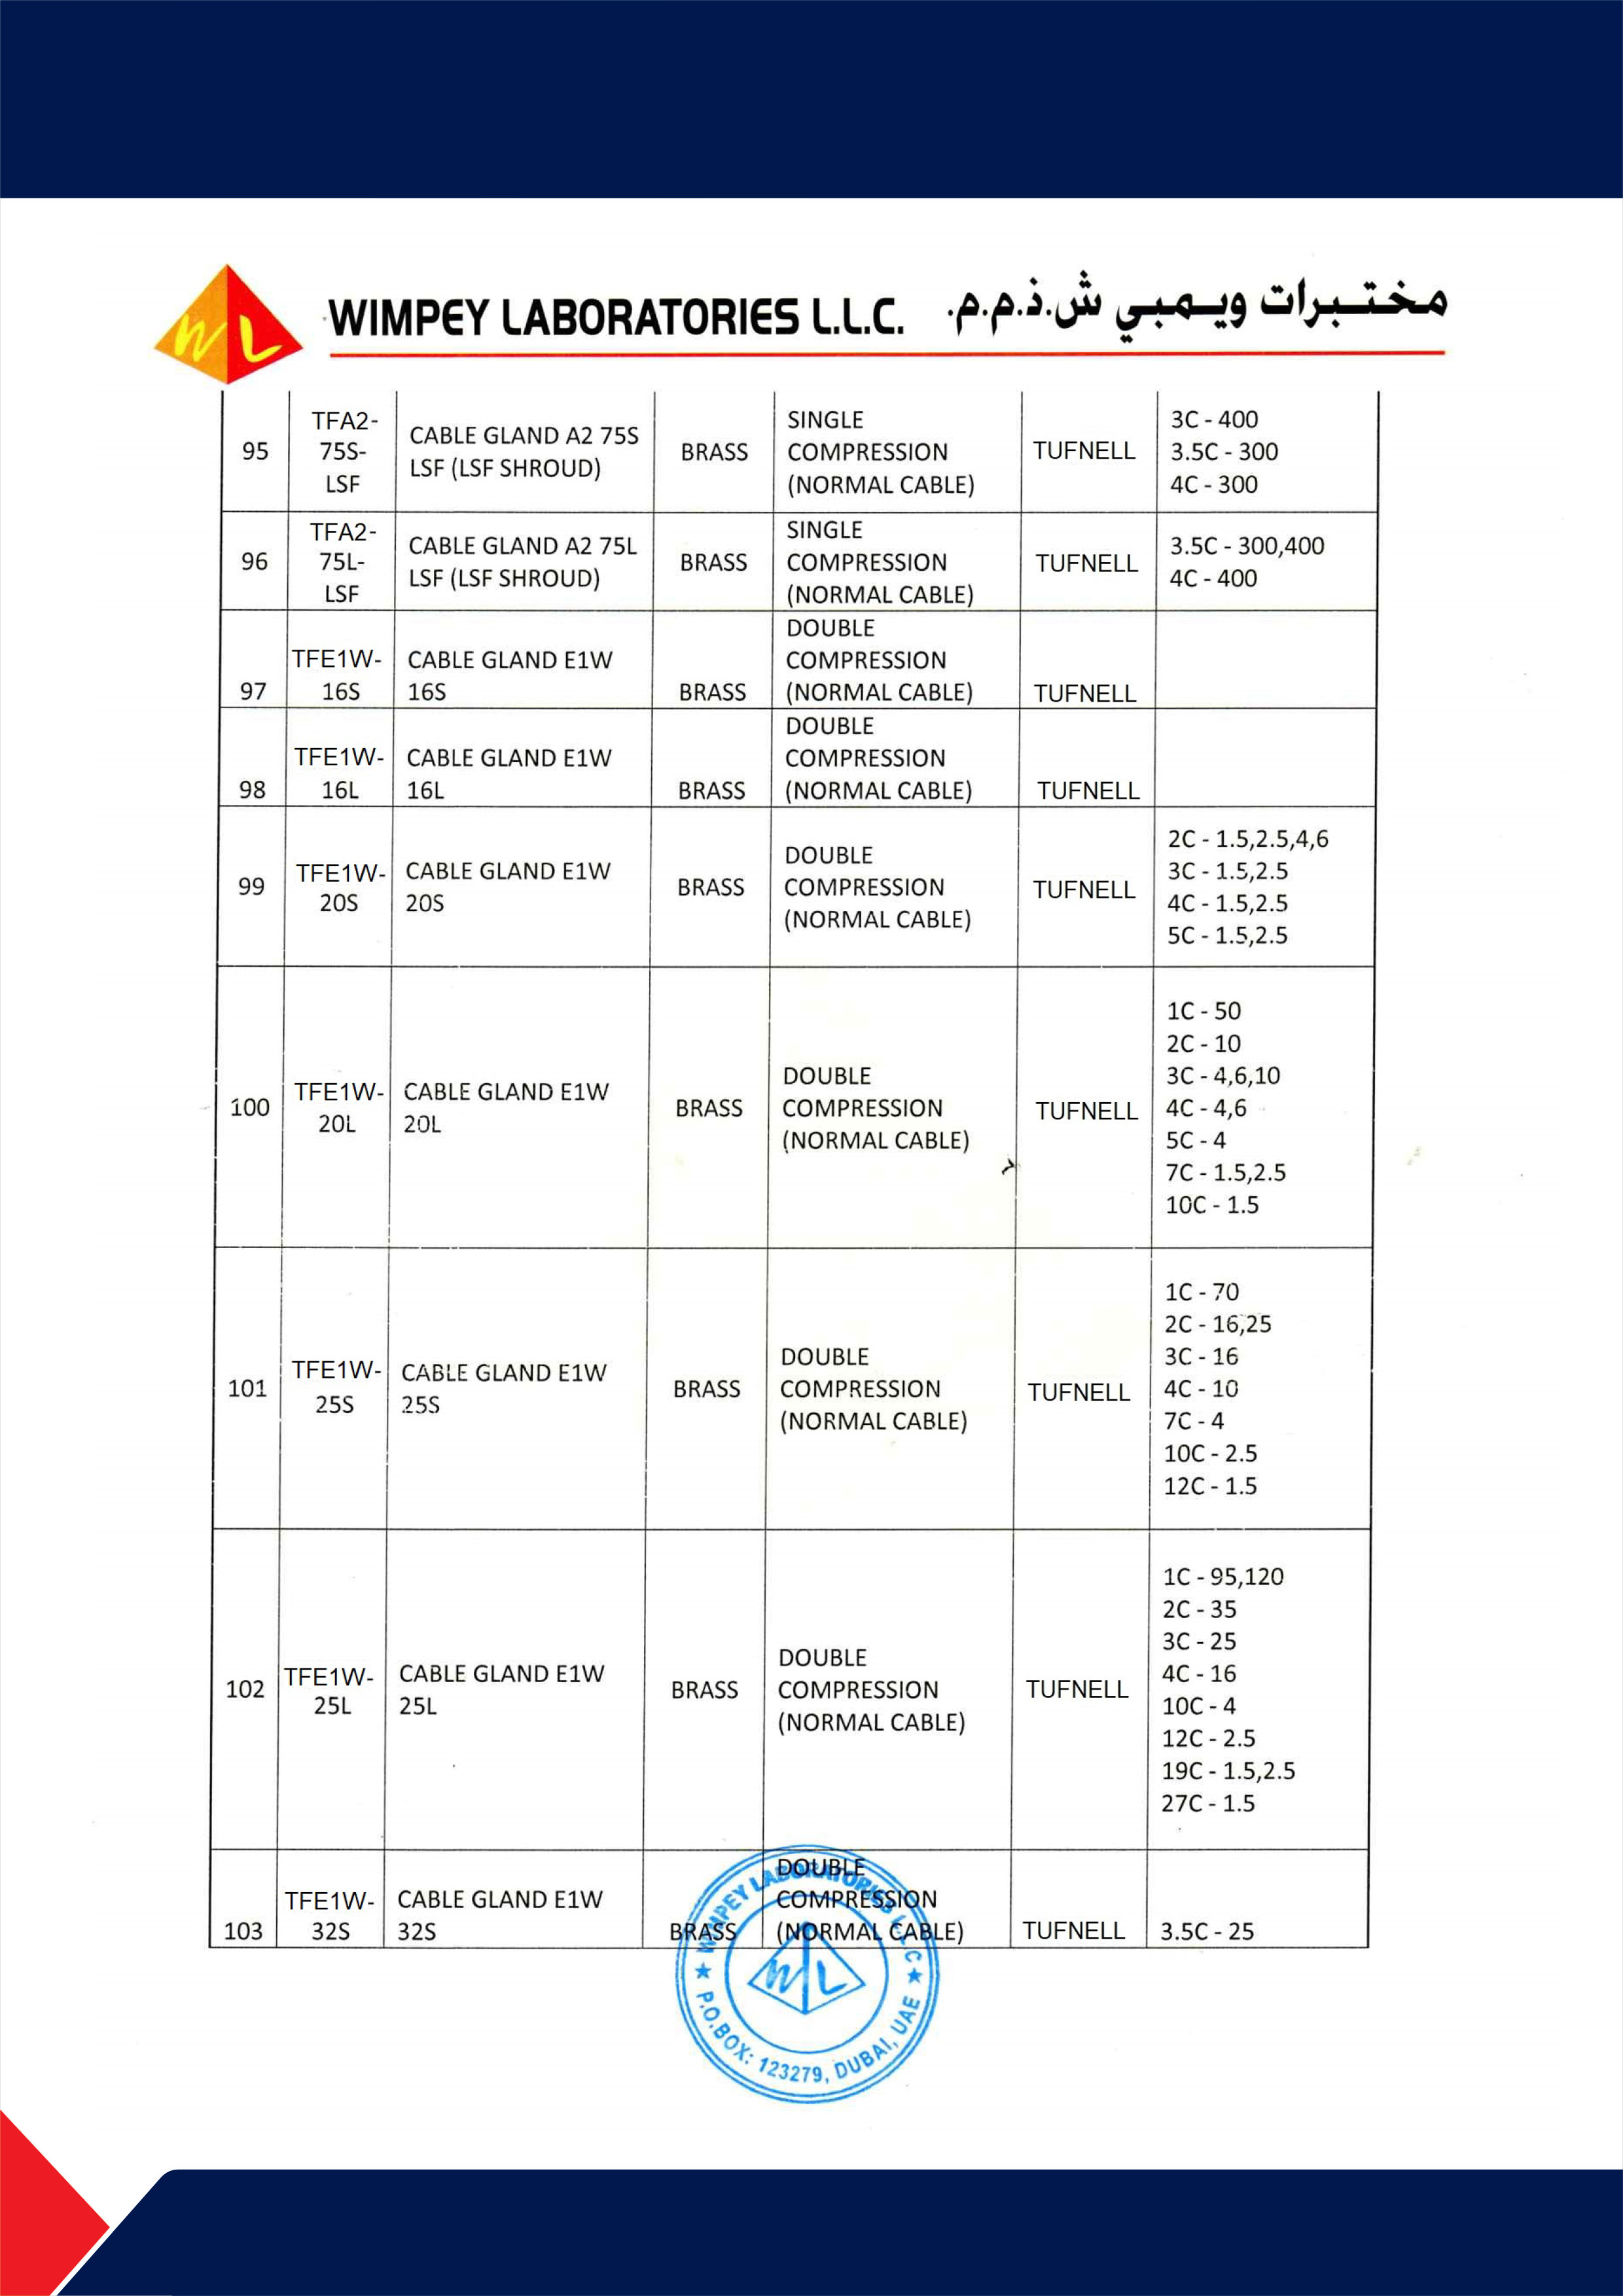 WL
WIMPEY LABORATORIES L.L.C. مختبرات ويمبي ش.ذ.م.م.
95
TFA2-
75S-
LSF
CABLE GLAND A2 75S
LSF (LSF SHROUD)
BRASS
SINGLE
COMPRESSION
(NORMAL CABLE)
TUFNELL
3C - 400
3.5C - 300
4C - 300
96
TFA2-
75L-
LSF
CABLE GLAND A2 75L
LSF (LSF SHROUD)
BRASS
SINGLE
COMPRESSION
(NORMAL CABLE)
TUFNELL
3.5C - 300,400
4C - 400
97
TFE1W-
16S
CABLE GLAND E1W
16S
BRASS
DOUBLE
COMPRESSION
(NORMAL CABLE)
TUFNELL
98
TFE1W-
16L
CABLE GLAND E1W
16L
BRASS
DOUBLE
COMPRESSION
(NORMAL CABLE)
TUFNELL
99
TFE1W-
20S
CABLE GLAND E1W
20S
BRASS
DOUBLE
COMPRESSION
(NORMAL CABLE)
TUFNELL
2C - 1.5,2.5,4,6
3C - 1.5,2.5
4C - 1.5,2.5
5C - 1.5,2.5
100
TFE1W-
20L
CABLE GLAND E1W
20L
BRASS
DOUBLE
COMPRESSION
(NORMAL CABLE)
TUFNELL
1C - 50
2C - 10
3C - 4,6,10
4C - 4,6
5C - 4
7C - 1.5,2.5
10C - 1.5
101
TFE1W-
25S
CABLE GLAND E1W
25S
BRASS
DOUBLE
COMPRESSION
(NORMAL CABLE)
TUFNELL
1C - 70
2C - 16,25
3C - 16
4C - 10
7C - 4
10C - 2.5
12C - 1.5
102
TFE1W-
25L
CABLE GLAND E1W
25L
BRASS
DOUBLE
COMPRESSION
(NORMAL CABLE)
TUFNELL
1C - 95,120
2C - 35
3C - 25
4C - 16
10C - 4
12C - 2.5
19C - 1.5,2.5
27C - 1.5
103
TFE1W-
32S
CABLE GLAND E1W
32S
BRASS
DOUBLE
COMPRESSION
(NORMAL CABLE)
TUFNELL
3.5C - 25
WIMPEY LABORATORIES L.L.C
WL
P.O.BOX: 123279, DUBAI, UAE